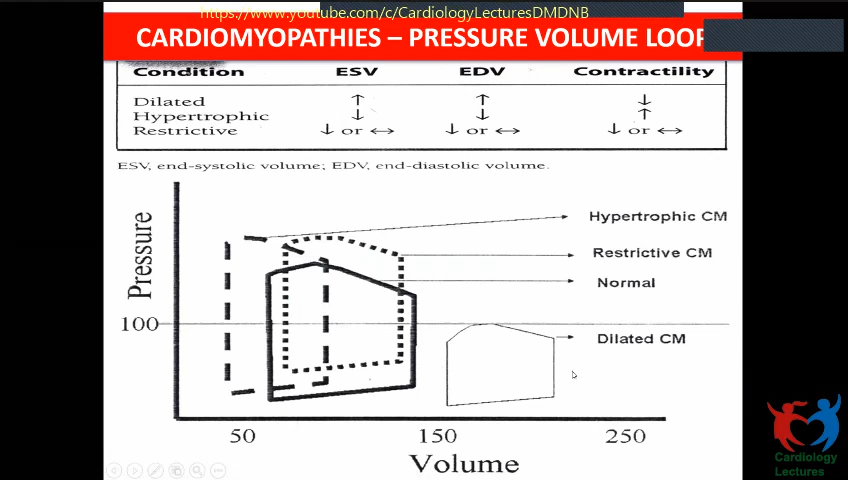 https://www.youtube.com/c/CardiologyLecturesDMDNB
CARDIOMYOPATHIES – PRESSURE VOLUME LOOP
Condition ESV EDV Contractility
Dilated ↑ ↑ ↓
Hypertrophic ↓ ↓ ↑
Restrictive ↓ or ↔ ↓ or ↔ ↓ or ↔
ESV, end-systolic volume; EDV, end-diastolic volume.
Pressure
Hypertrophic CM
Restrictive CM
Normal
100
Dilated CM
50 150 250
Volume
Cardiology
Lectures